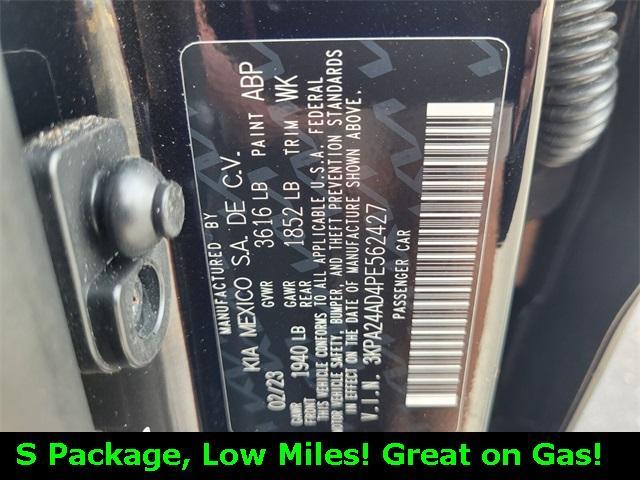 MANUFACTURED BY
KIA MEXICO S.A. DE C.V.
02/23 GVWR 3616 LB PAINT ABP
GAWR FRONT 1940 LB GAWR REAR 1852 LB TRIM WK
THIS VEHICLE CONFORMS TO ALL APPLICABLE U.S.A. FEDERAL
MOTOR VEHICLE SAFETY, BUMPER, AND THEFT PREVENTION STANDARDS
IN EFFECT ON THE DATE OF MANUFACTURE SHOWN ABOVE.
V.I.N. 3KPA24AD4PE562427
PASSENGER CAR
S Package, Low Miles! Great on Gas!